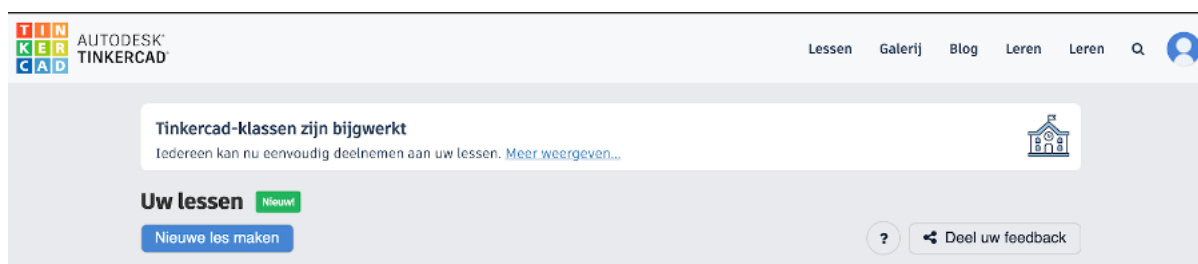 TIN
KER
CAD
AUTODESK®
TINKERCAD®
Lessen Galerij Blog Leren Leren
Tinkercad-klassen zijn bijgwerkt
Iedereen kan nu eenvoudig deelnemen aan uw lessen. Meer weergeven...
Uw lessen Nieuw!
Nieuwe les maken ? Deel uw feedback